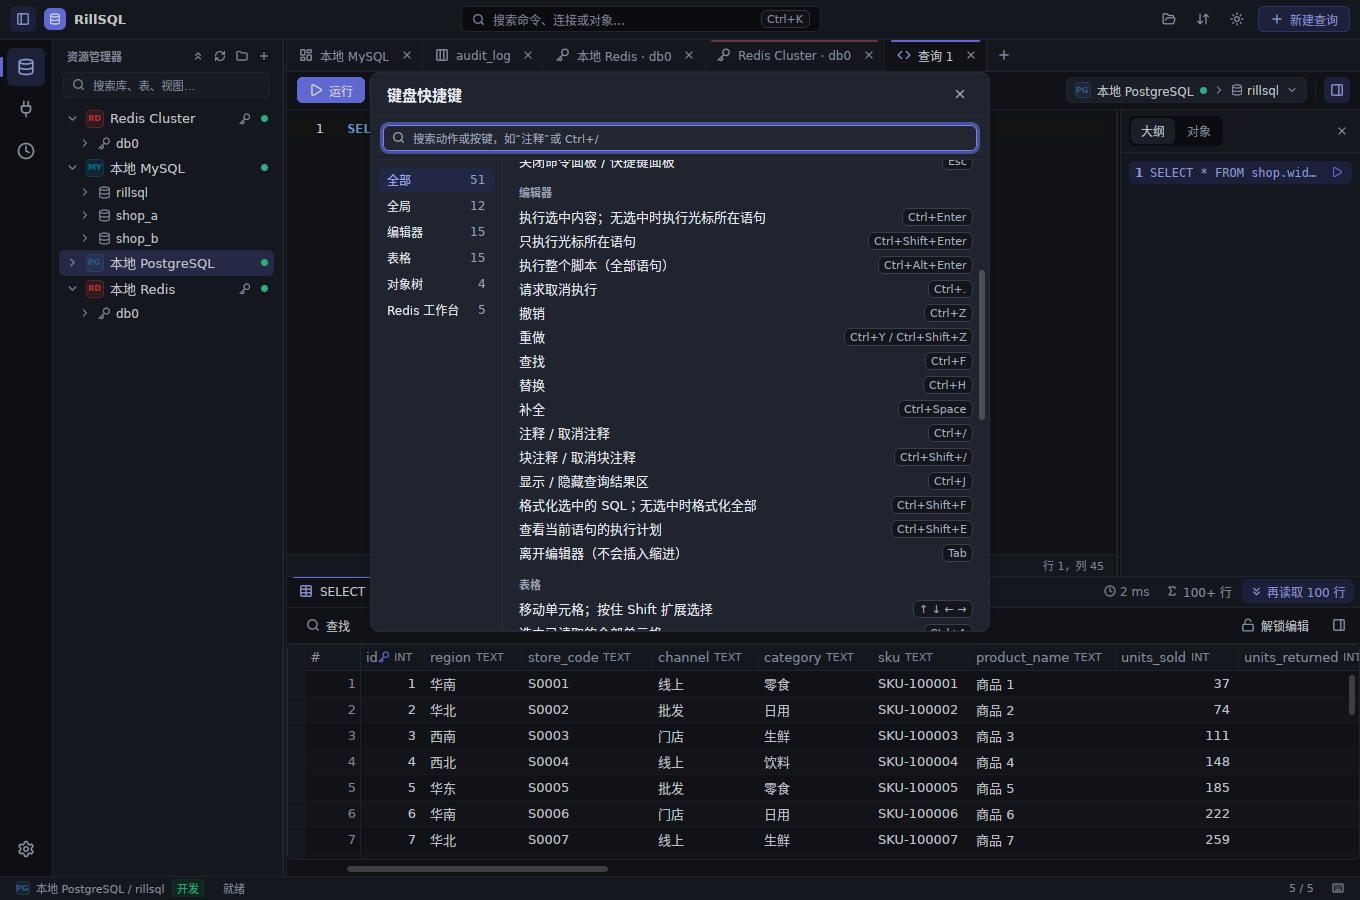 RillSQL
搜索命令、连接或对象…
Ctrl+K
新建查询
资源管理器
搜索库、表、视图…
RD Redis Cluster
db0
MY 本地 MySQL
rillsql
shop_a
shop_b
PG 本地 PostgreSQL
RD 本地 Redis
db0
本地 MySQL
audit_log
本地 Redis · db0
Redis Cluster · db0
查询 1
运行
PG 本地 PostgreSQL
rillsql
1 SEL
大纲
对象
1 SELECT * FROM shop.wid…
键盘快捷键
搜索动作或按键，如“注释”或 Ctrl+/
全部 51
全局 12
编辑器 15
表格 15
对象树 4
Redis 工作台 5
关闭命令面板 / 快捷键面板 Esc
编辑器
执行选中内容；无选中时执行光标所在语句 Ctrl+Enter
只执行光标所在语句 Ctrl+Shift+Enter
执行整个脚本（全部语句） Ctrl+Alt+Enter
请求取消执行 Ctrl+.
撤销 Ctrl+Z
重做 Ctrl+Y / Ctrl+Shift+Z
查找 Ctrl+F
替换 Ctrl+H
补全 Ctrl+Space
注释 / 取消注释 Ctrl+/
块注释 / 取消块注释 Ctrl+Shift+/
显示 / 隐藏查询结果区 Ctrl+J
格式化选中的 SQL；无选中时格式化全部 Ctrl+Shift+F
查看当前语句的执行计划 Ctrl+Shift+E
离开编辑器（不会插入缩进） Tab
表格
移动单元格；按住 Shift 扩展选择 ↑ ↓ ← →
行 1，列 45
SELECT
2 ms
100+ 行
再读取 100 行
查找
解锁编辑
# id INT region TEXT store_code TEXT channel TEXT category TEXT sku TEXT product_name TEXT units_sold INT units_returned INT
1 1 华南 S0001 线上 零食 SKU-100001 商品 1 37
2 2 华北 S0002 批发 日用 SKU-100002 商品 2 74
3 3 西南 S0003 门店 生鲜 SKU-100003 商品 3 111
4 4 西北 S0004 线上 饮料 SKU-100004 商品 4 148
5 5 华东 S0005 批发 零食 SKU-100005 商品 5 185
6 6 华南 S0006 门店 日用 SKU-100006 商品 6 222
7 7 华北 S0007 线上 生鲜 SKU-100007 商品 7 259
PG 本地 PostgreSQL / rillsql 开发 就绪
5 / 5